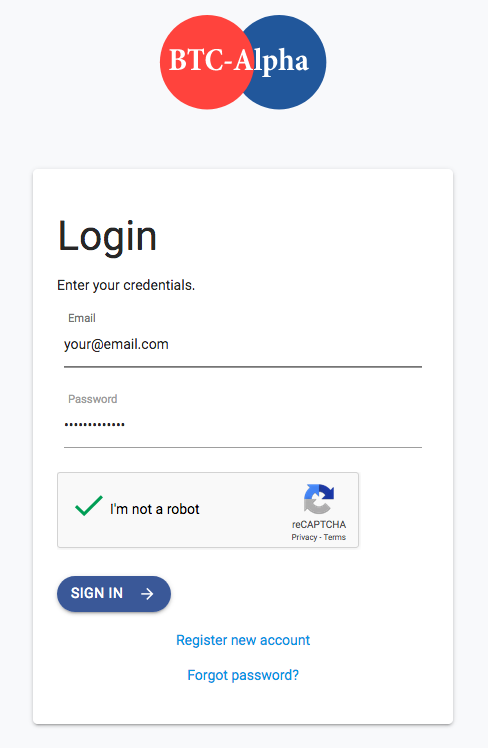 BTC-Alpha
Login
Enter your credentials.
Email
your@email.com
Password
•••••••••••••
I'm not a robot
reCAPTCHA
Privacy - Terms
SIGN IN
Register new account
Forgot password?